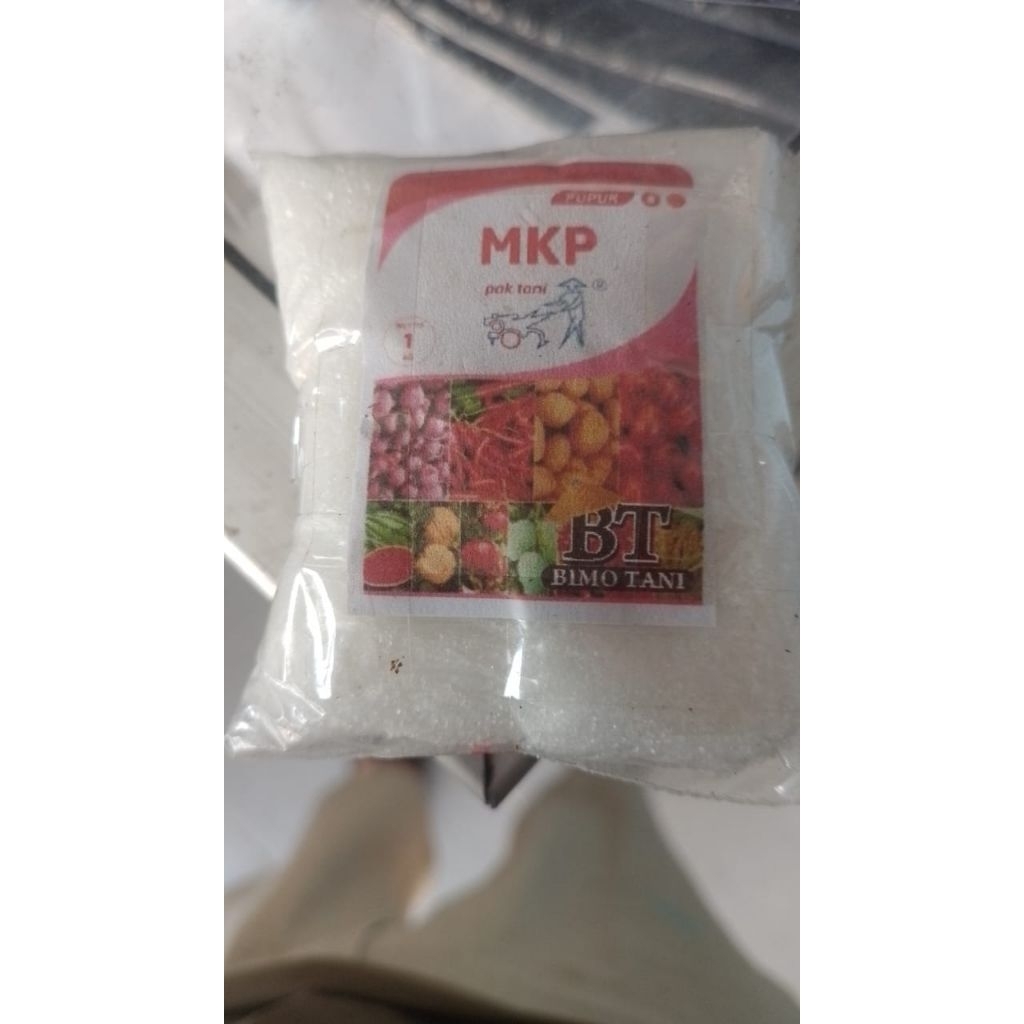 PUPUK
MKP
pak tani
®
1
BT
BIMO TANI